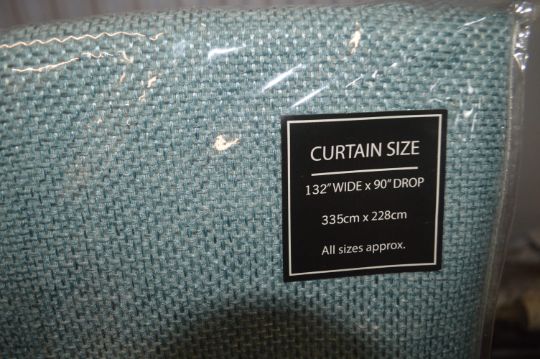 CURTAIN SIZE
132" WIDE x 90" DROP
335cm x 228cm
All sizes approx.